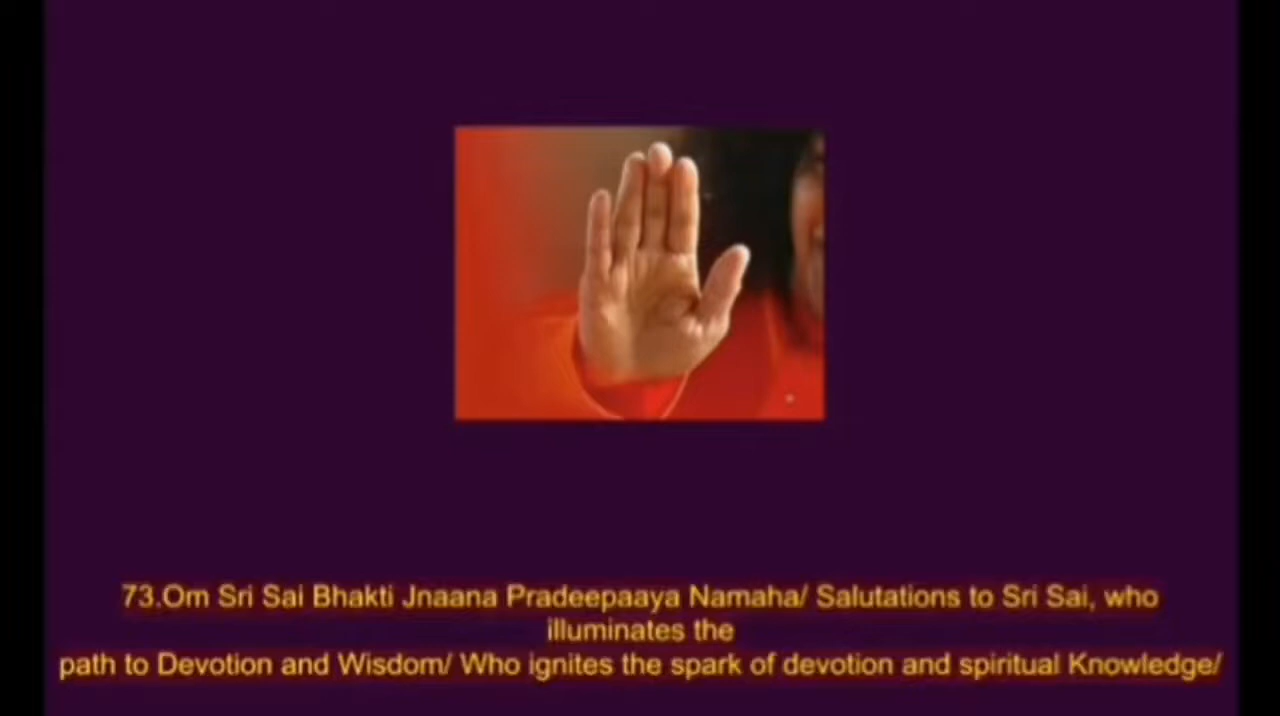 73.Om Sri Sai Bhakti Jnaana Pradeepaaya Namaha/ Salutations to Sri Sai, who
illuminates the
path to Devotion and Wisdom/ Who ignites the spark of devotion and spiritual Knowledge/